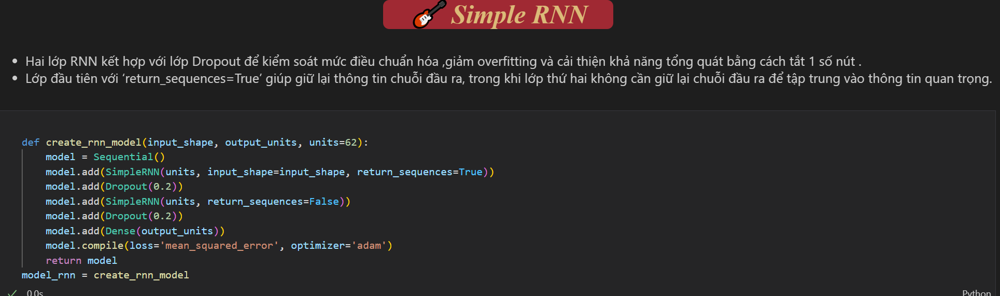 Simple RNN
Hai lớp RNN kết hợp với lớp Dropout để kiểm soát mức điều chuẩn hóa ,giảm overfitting và cải thiện khả năng tổng quát bằng cách tắt 1 số nút .
Lớp đầu tiên với ‘return_sequences=True’ giúp giữ lại thông tin chuỗi đầu ra, trong khi lớp thứ hai không cần giữ lại chuỗi đầu ra để tập trung vào thông tin quan trọng.
def create_rnn_model(input_shape, output_units, units=62):
    model = Sequential()
    model.add(SimpleRNN(units, input_shape=input_shape, return_sequences=True))
    model.add(Dropout(0.2))
    model.add(SimpleRNN(units, return_sequences=False))
    model.add(Dropout(0.2))
    model.add(Dense(output_units))
    model.compile(loss='mean_squared_error', optimizer='adam')
    return model
model_rnn = create_rnn_model
0.0s
Python